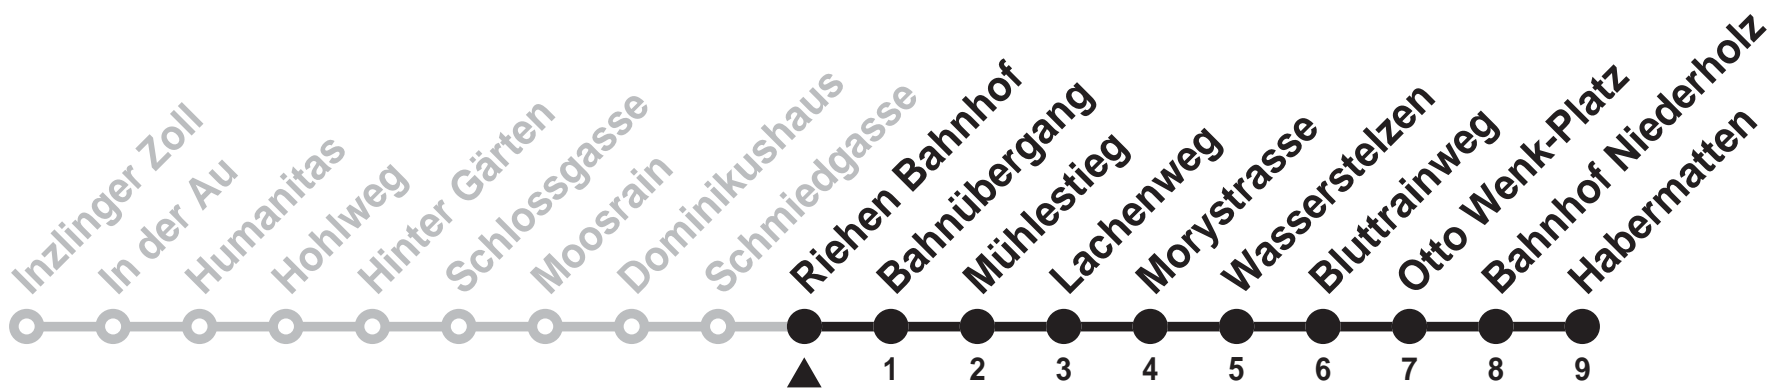 Inzlinger Zoll
In der Au
Humanitas
Hohlweg
Hinter Gärten
Schlossgasse
Moosrain
Dominikushaus
Schmiedgasse
Riehen Bahnhof
Bahnübergang
Mühlestieg
Lachenweg
Morystrasse
Wasserstelzen
Bluttrainweg
Otto Wenk-Platz
Bahnhof Niederholz
Habermatten
1 2 3 4 5 6 7 8 9